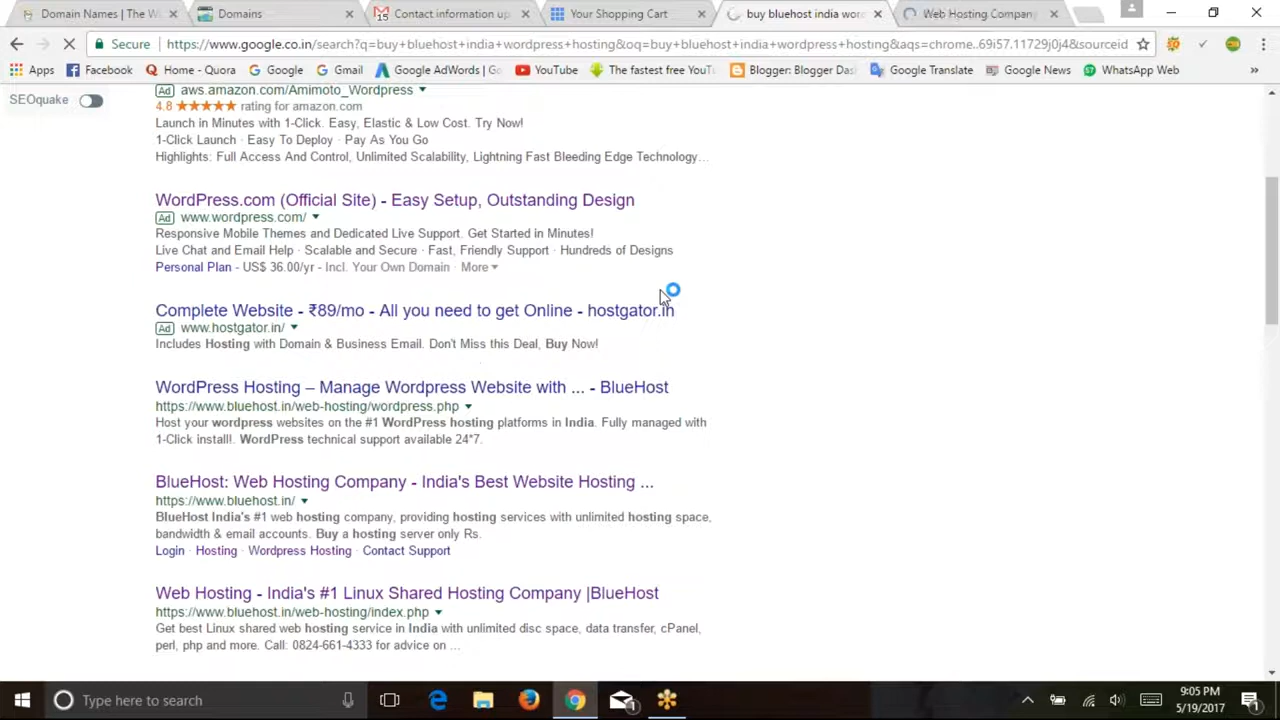 Domain Names | The W
Domains
Contact information up
Your Shopping Cart
buy bluehost india wor
Web Hosting Company
Secure
https://www.google.co.in/search?q=buy+bluehost+india+wordpress+hosting&oq=buy+bluehost+india+wordpress+hosting&aqs=chrome..69i57.11729j0j4&sourceid
Apps
Facebook
Home - Quora
Google
Gmail
Google AdWords | Go
YouTube
The fastest free YouT
Blogger: Blogger Das
Google Translate
Google News
WhatsApp Web
»
SEOquake
Ad aws.amazon.com/Amimoto_Wordpress
4.8 ★★★★★ rating for amazon.com
Launch in Minutes with 1-Click. Easy, Elastic & Low Cost. Try Now!
1-Click Launch · Easy To Deploy · Pay As You Go
Highlights: Full Access And Control, Unlimited Scalability, Lightning Fast Bleeding Edge Technology…
WordPress.com (Official Site) - Easy Setup, Outstanding Design
Ad www.wordpress.com/
Responsive Mobile Themes and Dedicated Live Support. Get Started in Minutes!
Live Chat and Email Help · Scalable and Secure · Fast, Friendly Support · Hundreds of Designs
Personal Plan - US$ 36.00/yr - Incl. Your Own Domain · More
Complete Website - ₹89/mo - All you need to get Online - hostgator.in
Ad www.hostgator.in/
Includes Hosting with Domain & Business Email. Don't Miss this Deal, Buy Now!
WordPress Hosting – Manage Wordpress Website with ... - BlueHost
https://www.bluehost.in/web-hosting/wordpress.php
Host your wordpress websites on the #1 WordPress hosting platforms in India. Fully managed with
1-Click install!. WordPress technical support available 24*7.
BlueHost: Web Hosting Company - India's Best Website Hosting ...
https://www.bluehost.in/
BlueHost India's #1 web hosting company, providing hosting services with unlimited hosting space,
bandwidth & email accounts. Buy a hosting server only Rs.
Login · Hosting · Wordpress Hosting · Contact Support
Web Hosting - India's #1 Linux Shared Hosting Company |BlueHost
https://www.bluehost.in/web-hosting/index.php
Get best Linux shared web hosting service in India with unlimited disc space, data transfer, cPanel,
perl, php and more. Call: 0824-661-4333 for advice on ...
Type here to search
9:05 PM
5/19/2017